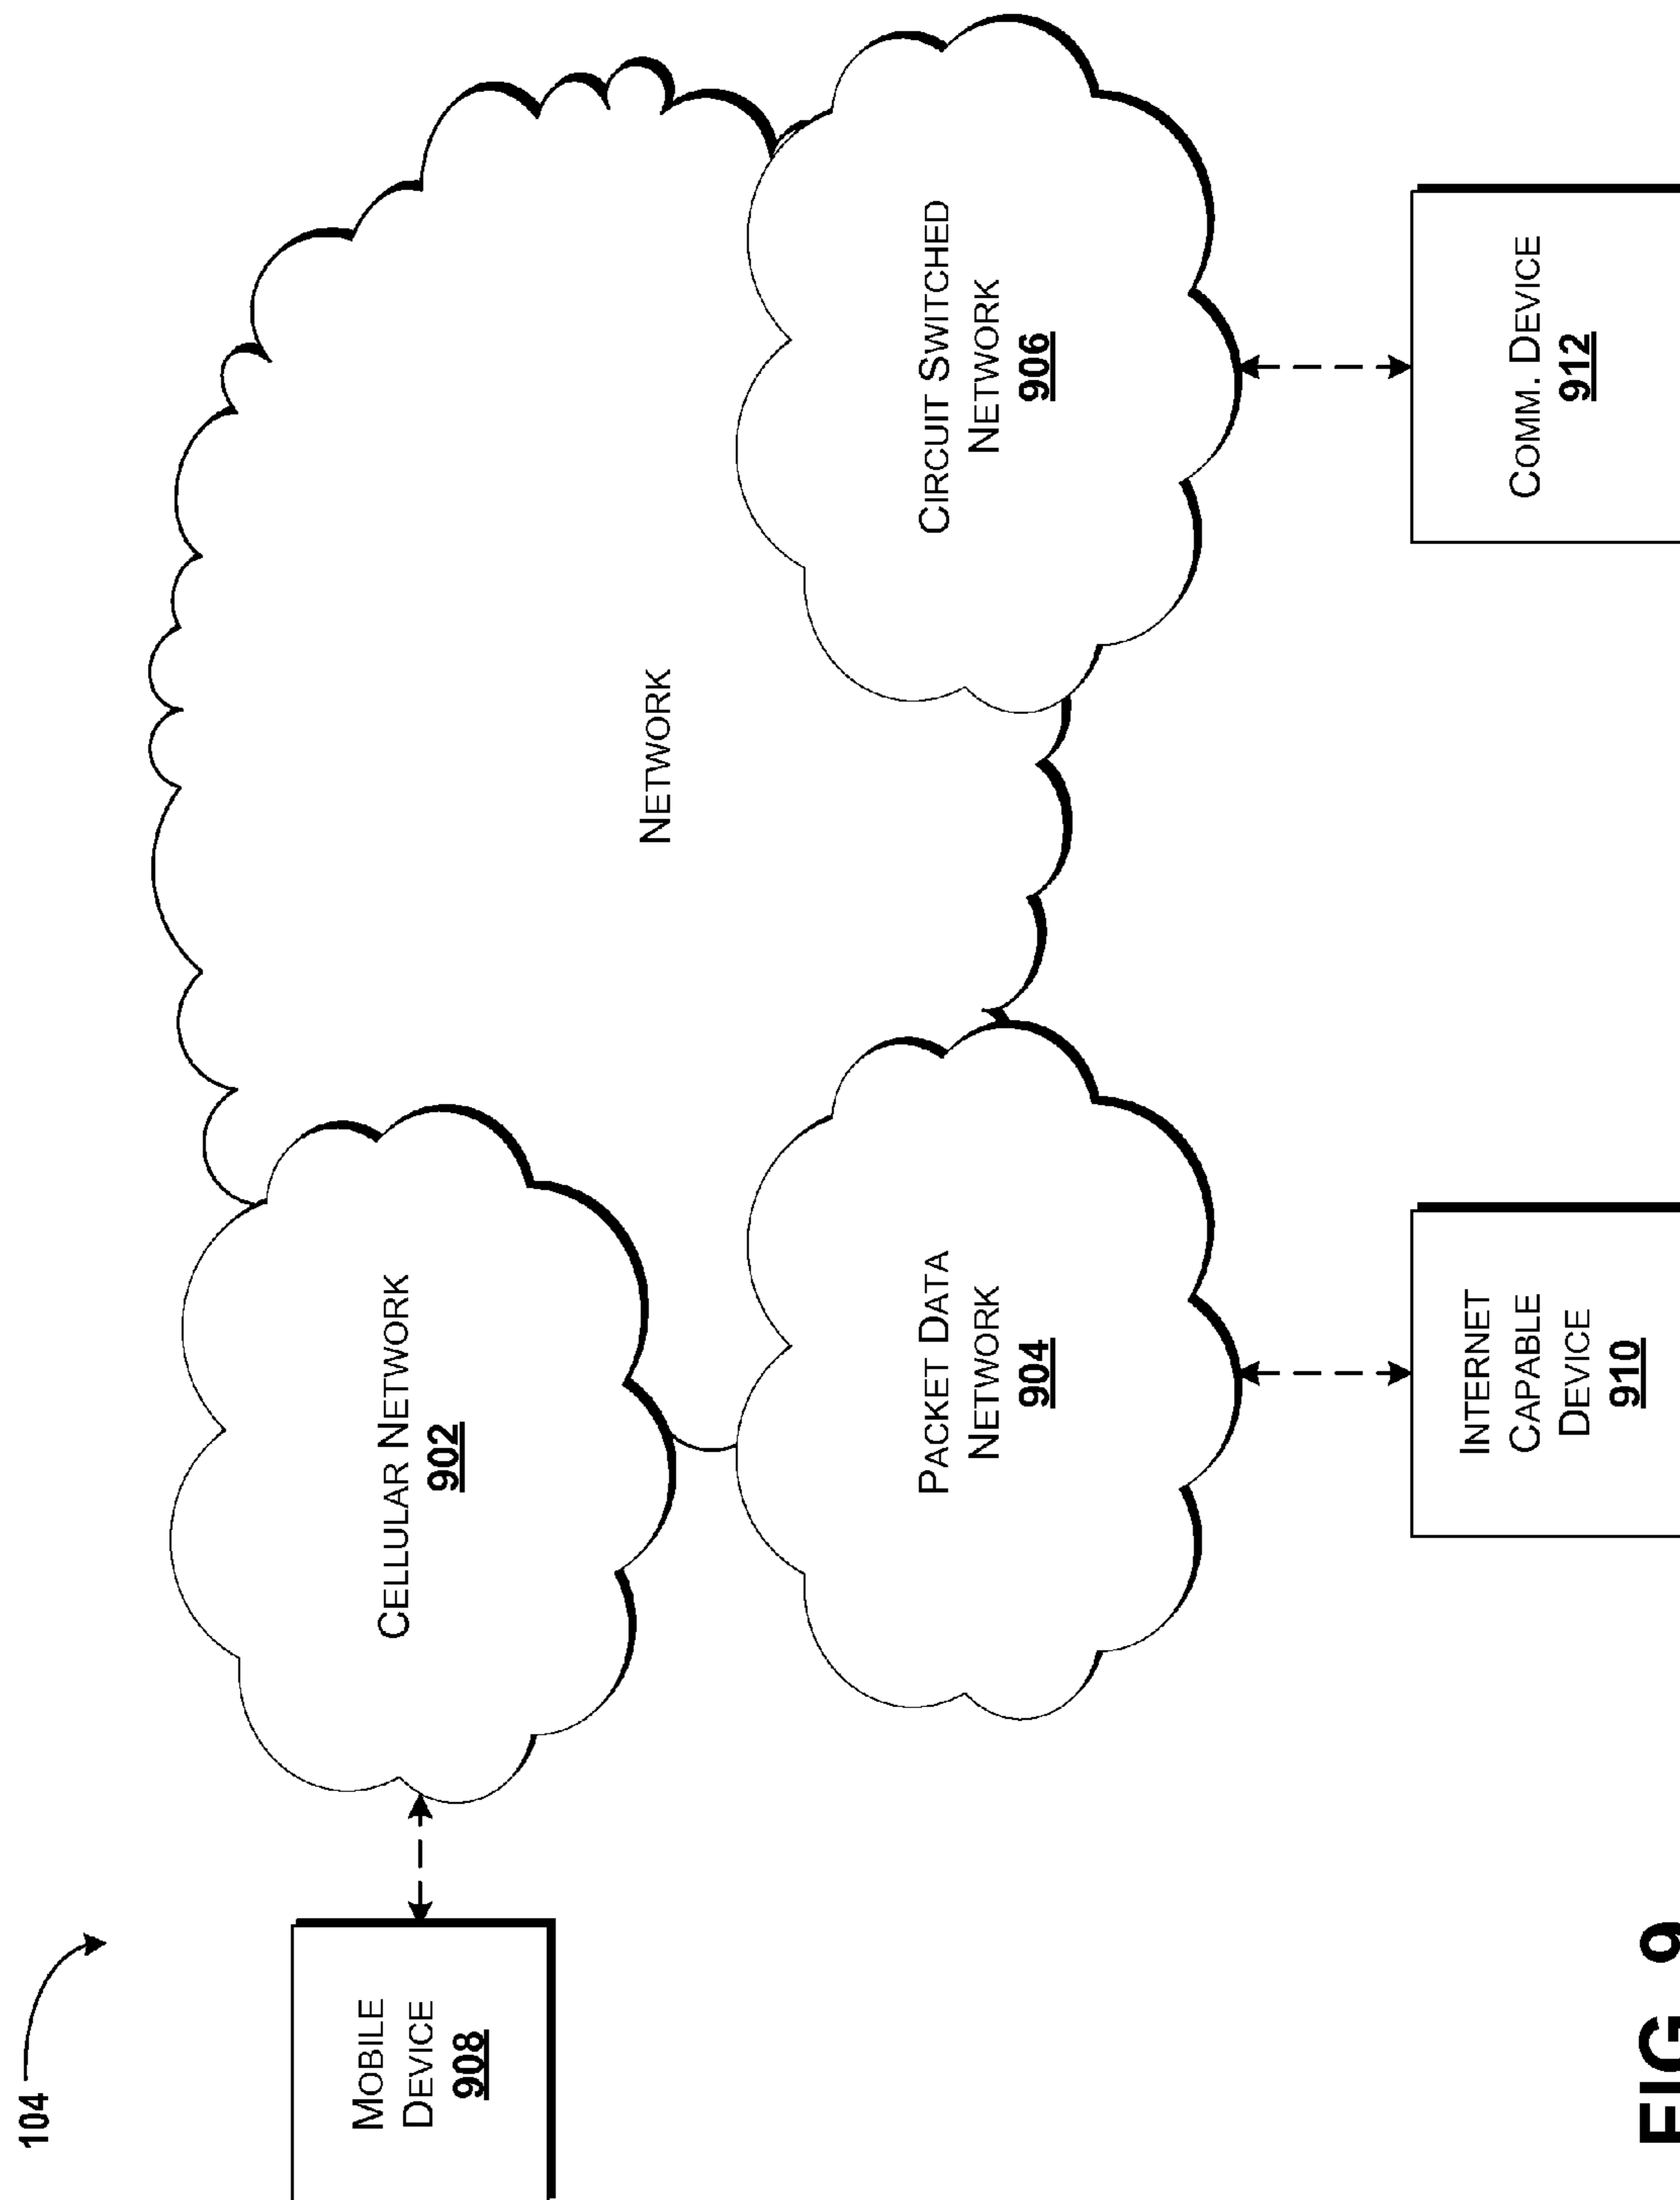 104
MOBILE
DEVICE
908
CELLULAR NETWORK
902
NETWORK
PACKET DATA
NETWORK
904
CIRCUIT SWITCHED
NETWORK
906
INTERNET
CAPABLE
DEVICE
910
COMM. DEVICE
912
FIG. 9